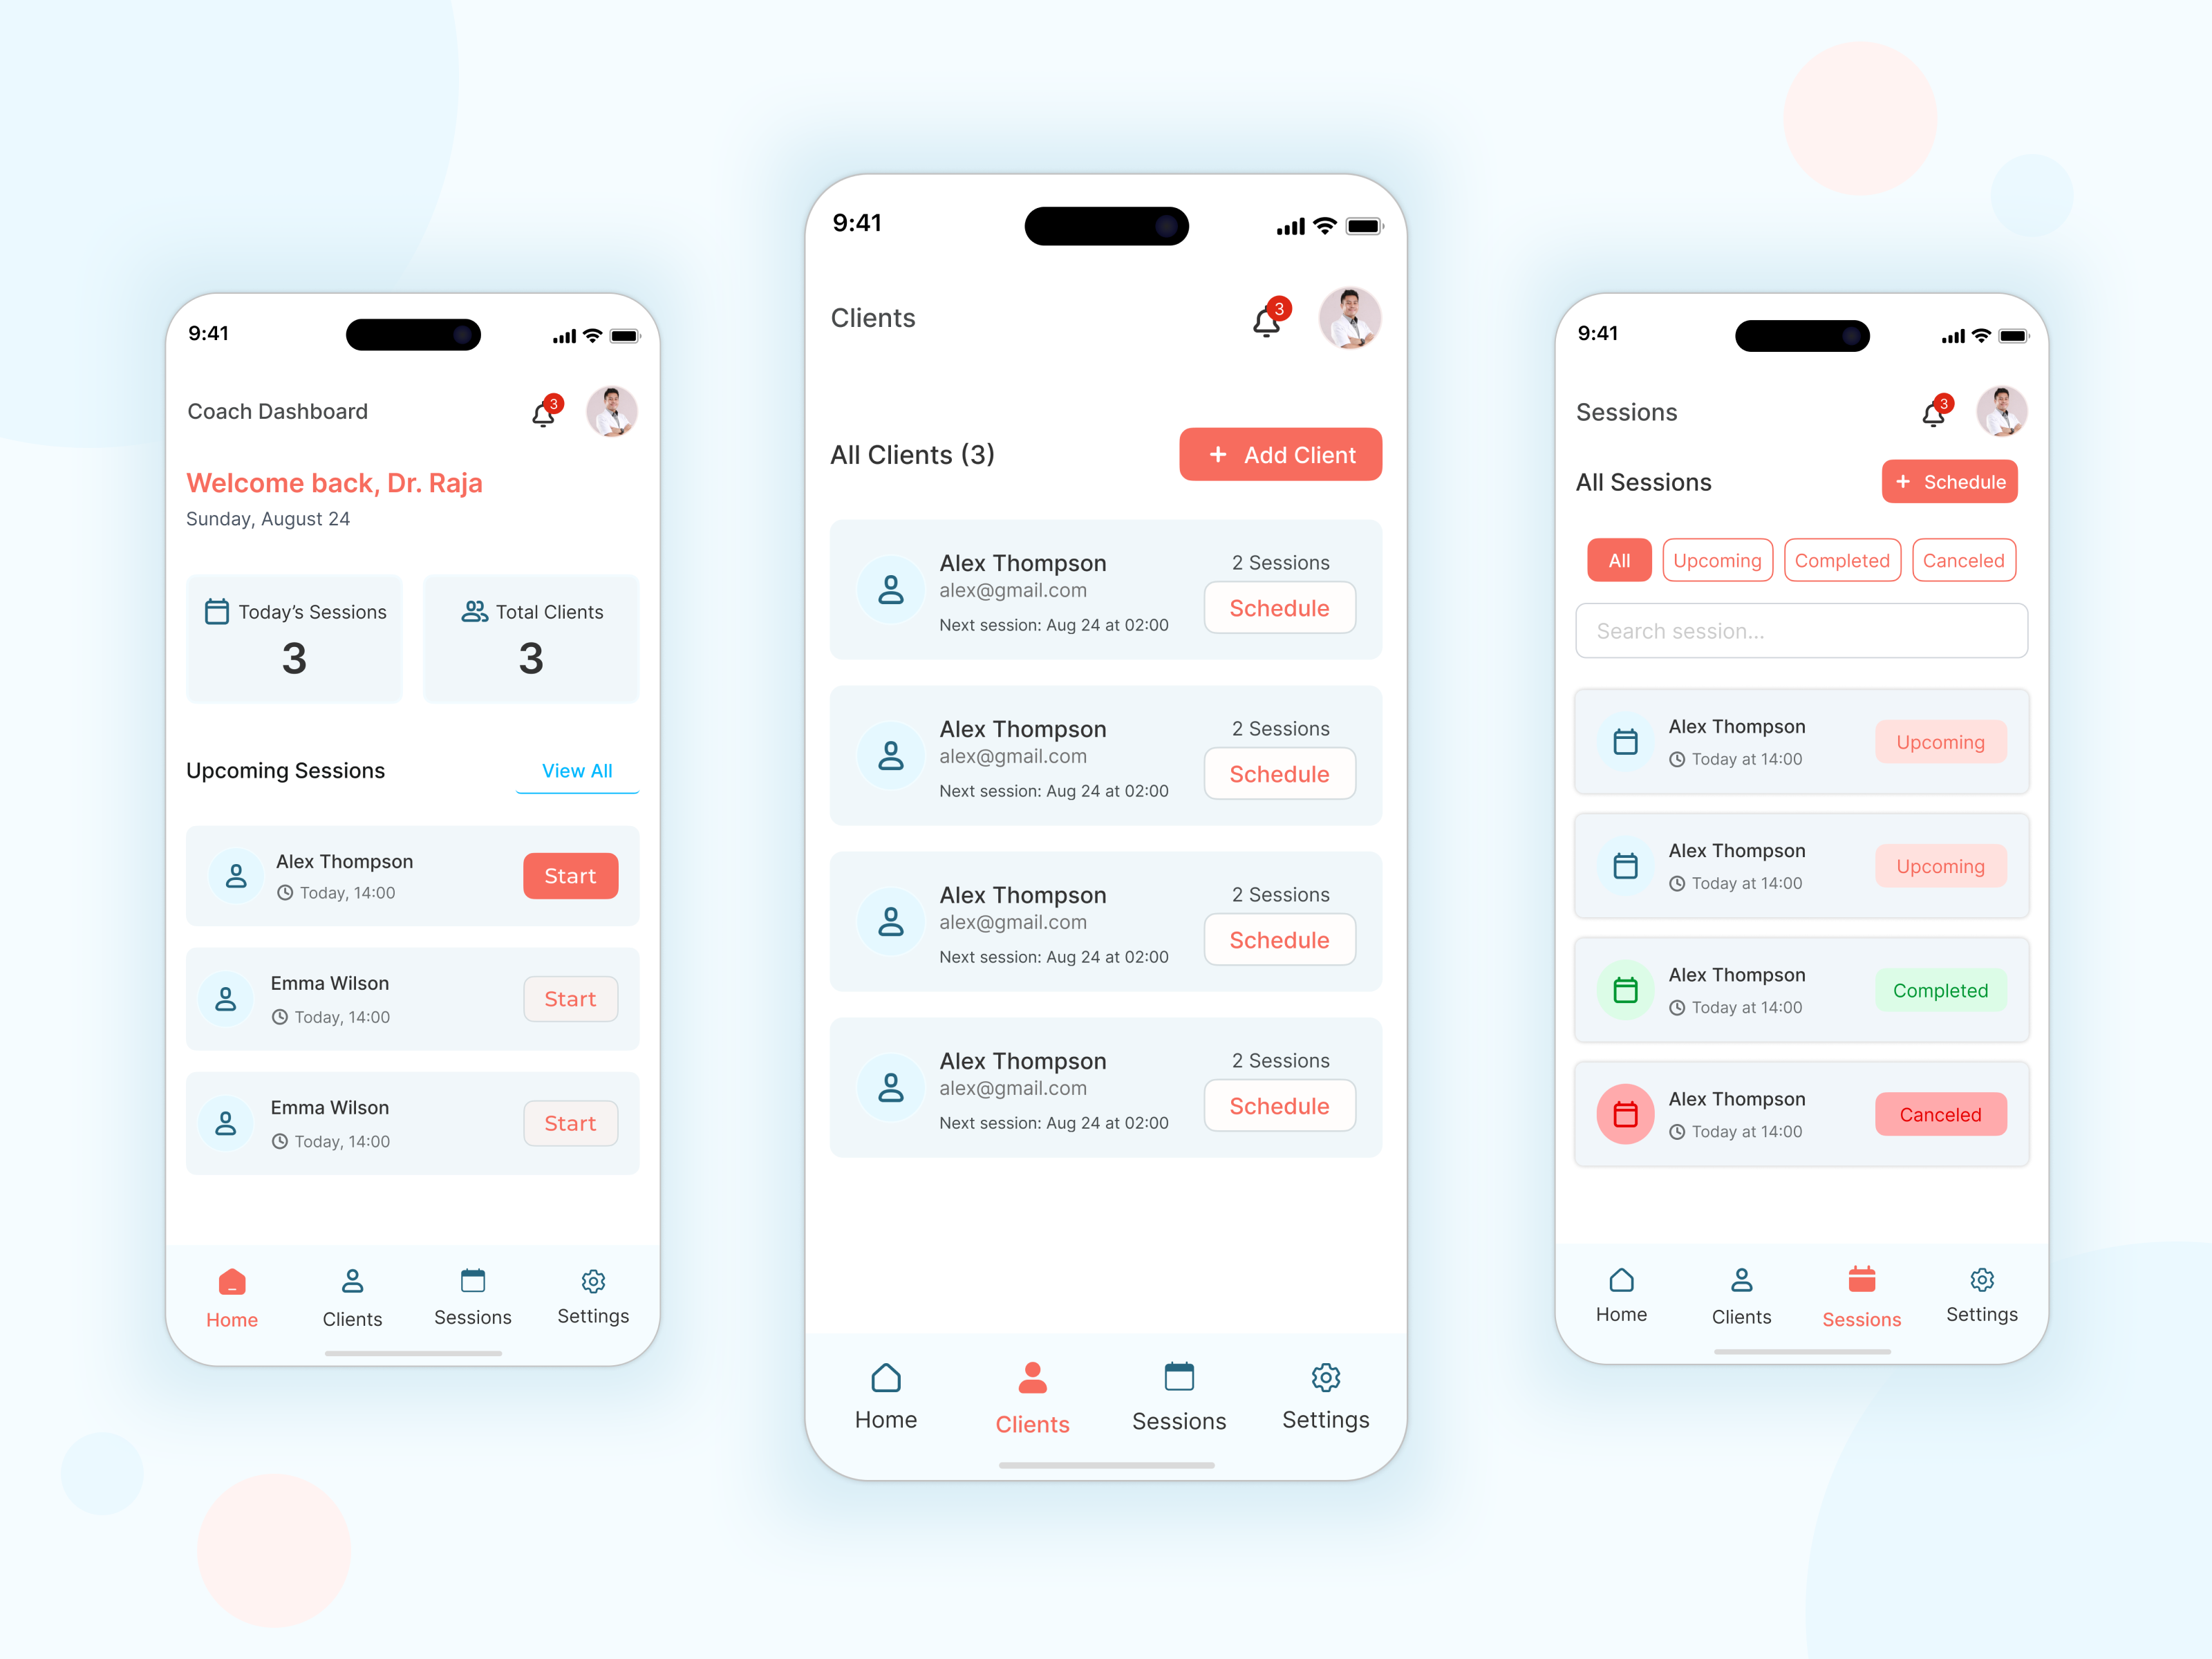 9:41
Coach Dashboard
3
Welcome back, Dr. Raja
Sunday, August 24
Today's Sessions
3
Total Clients
3
Upcoming Sessions
View All
Alex Thompson
Today, 14:00
Start
Emma Wilson
Today, 14:00
Start
Emma Wilson
Today, 14:00
Start
Home
Clients
Sessions
Settings
9:41
Clients
3
All Clients (3)
+ Add Client
Alex Thompson
alex@gmail.com
Next session: Aug 24 at 02:00
2 Sessions
Schedule
Alex Thompson
alex@gmail.com
Next session: Aug 24 at 02:00
2 Sessions
Schedule
Alex Thompson
alex@gmail.com
Next session: Aug 24 at 02:00
2 Sessions
Schedule
Alex Thompson
alex@gmail.com
Next session: Aug 24 at 02:00
2 Sessions
Schedule
Home
Clients
Sessions
Settings
9:41
Sessions
3
All Sessions
+ Schedule
All
Upcoming
Completed
Canceled
Search session...
Alex Thompson
Today at 14:00
Upcoming
Alex Thompson
Today at 14:00
Upcoming
Alex Thompson
Today at 14:00
Completed
Alex Thompson
Today at 14:00
Canceled
Home
Clients
Sessions
Settings